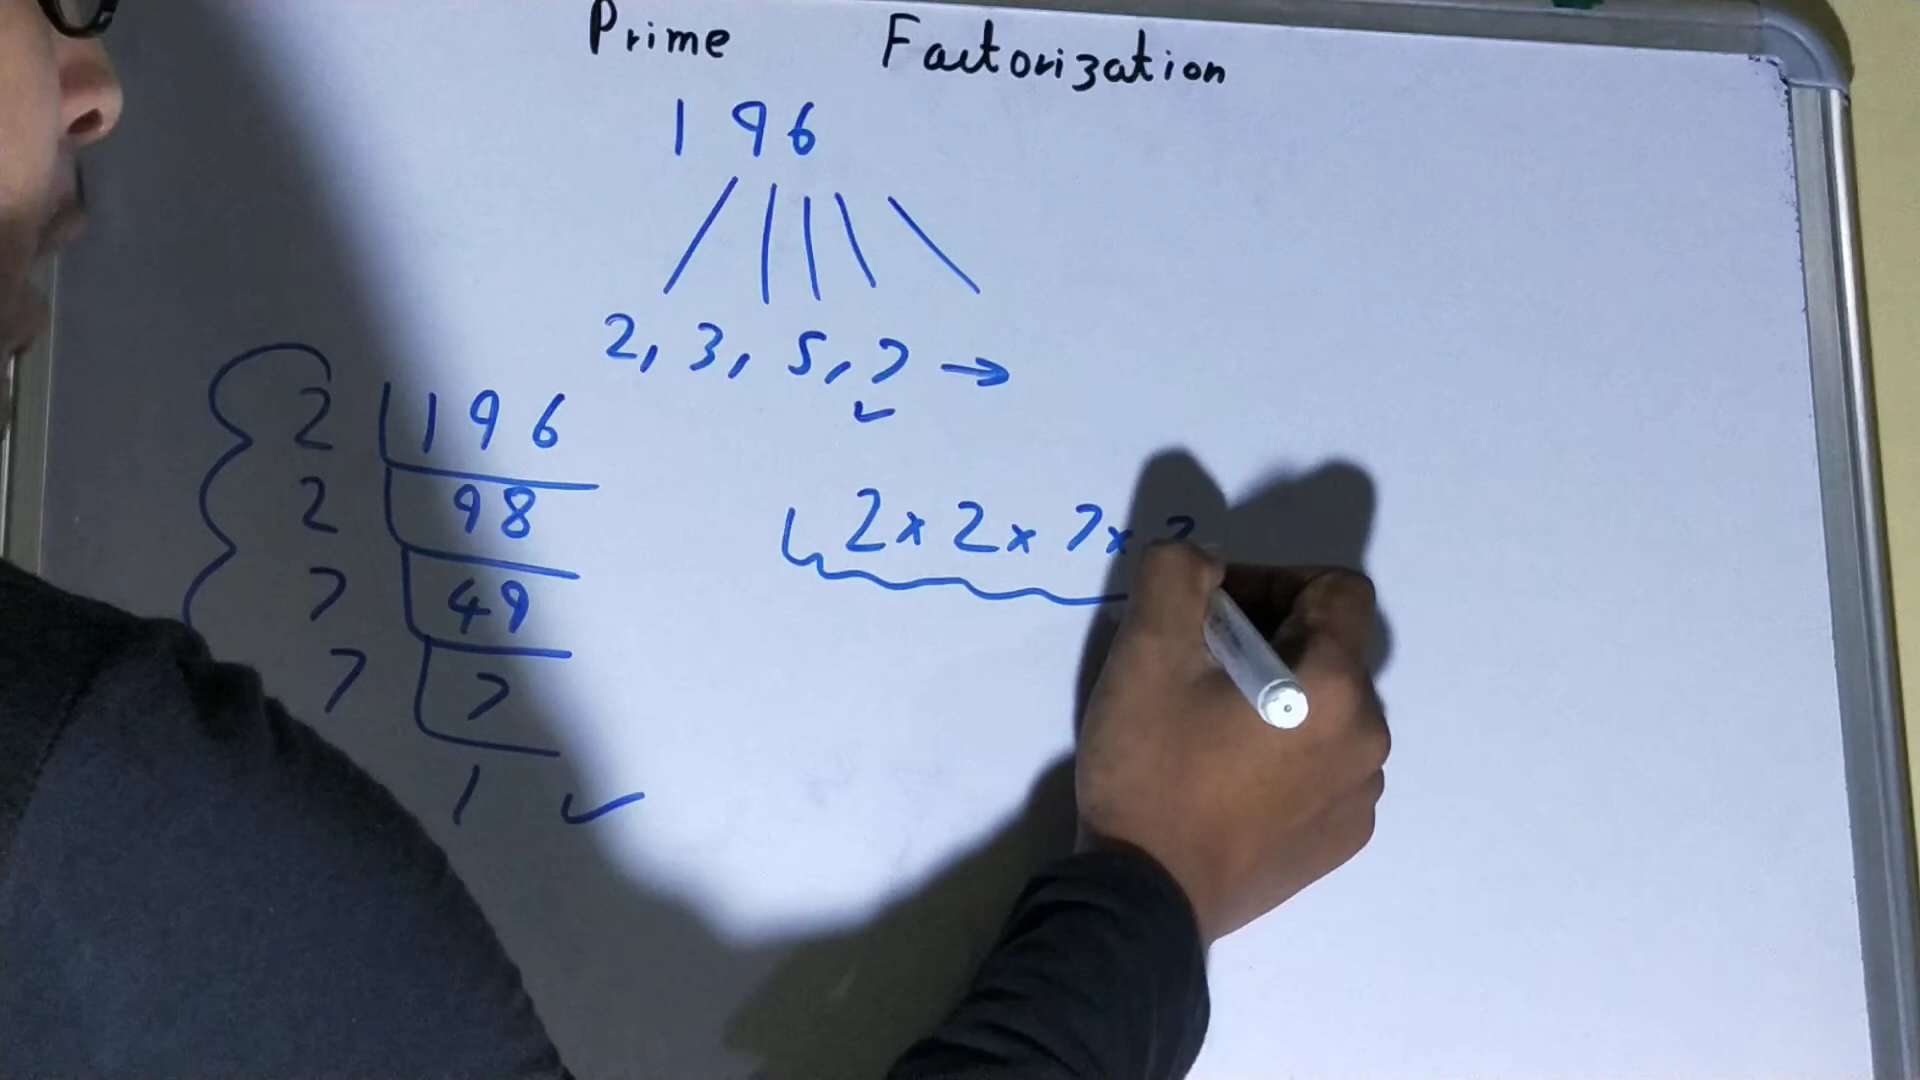 Prime Factorization
196
2, 3, 5, 7 →
2 196
2 98
7 49
7 7
1 ✓
2 × 2 × 7 ×